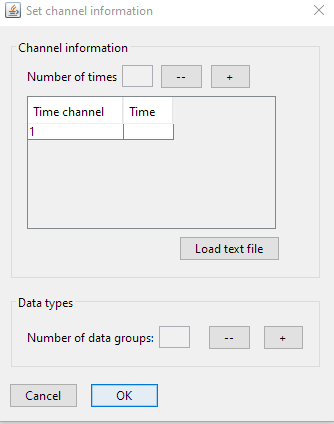 Set channel information
Channel information
Number of times -- +
Time channel Time
1
Load text file
Data types
Number of data groups: -- +
Cancel OK